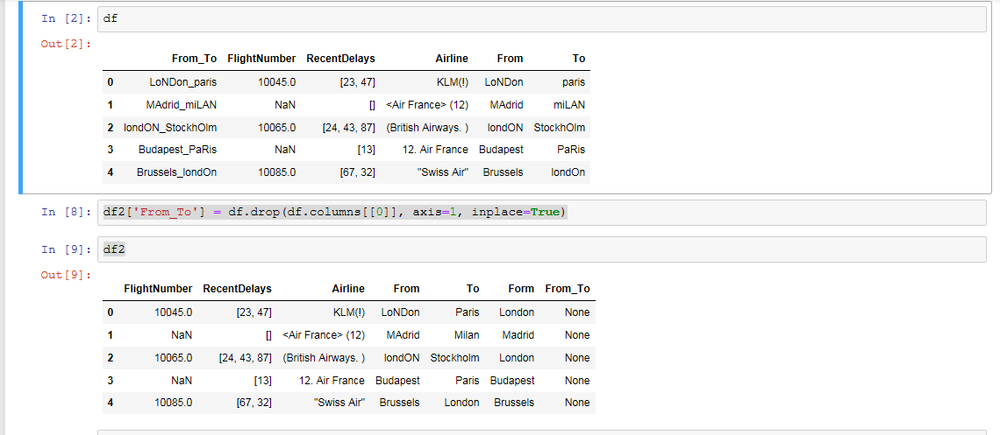 In [2]: df
Out[2]:
From_To FlightNumber RecentDelays Airline From To
0 LoNDon_paris 10045.0 [23, 47] KLM(!) LoNDon paris
1 MAdrid_miLAN NaN [] <Air France> (12) MAdrid miLAN
2 londON_StockhOlm 10065.0 [24, 43, 87] (British Airways. ) londON StockhOlm
3 Budapest_PaRis NaN [13] 12. Air France Budapest PaRis
4 Brussels_londOn 10085.0 [67, 32] "Swiss Air" Brussels londOn
In [8]: df2['From_To'] = df.drop(df.columns[[0]], axis=1, inplace=True)
In [9]: df2
Out[9]:
FlightNumber RecentDelays Airline From To Form From_To
0 10045.0 [23, 47] KLM(!) LoNDon Paris London None
1 NaN [] <Air France> (12) MAdrid Milan Madrid None
2 10065.0 [24, 43, 87] (British Airways. ) londON Stockholm London None
3 NaN [13] 12. Air France Budapest Paris Budapest None
4 10085.0 [67, 32] "Swiss Air" Brussels London Brussels None